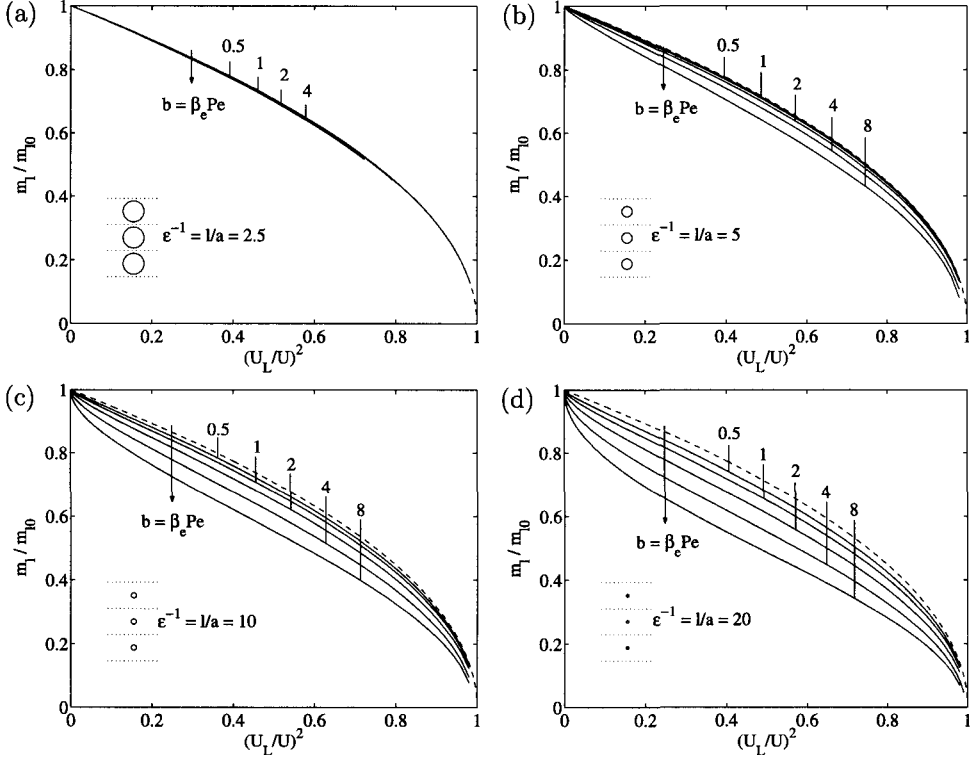 (a)
1
0.8
0.6
0.4
0.2
0
m_l / m_l0
0.5
1
2
4
b = β_e Pe
ε^-1 = l/a = 2.5
0 0.2 0.4 0.6 0.8 1
(U_L/U)^2
(b)
1
0.8
0.6
0.4
0.2
0
m_l / m_l0
0.5
1
2
4
8
b = β_e Pe
ε^-1 = l/a = 5
0 0.2 0.4 0.6 0.8 1
(U_L/U)^2
(c)
1
0.8
0.6
0.4
0.2
0
m_l / m_l0
0.5
1
2
4
8
b = β_e Pe
ε^-1 = l/a = 10
0 0.2 0.4 0.6 0.8 1
(U_L/U)^2
(d)
1
0.8
0.6
0.4
0.2
0
m_l / m_l0
0.5
1
2
4
8
b = β_e Pe
ε^-1 = l/a = 20
0 0.2 0.4 0.6 0.8 1
(U_L/U)^2